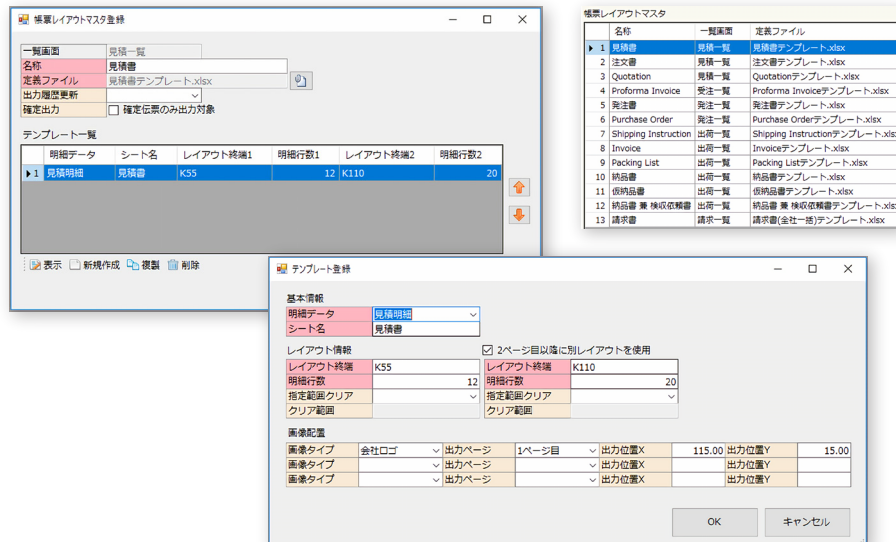 帳票レイアウトマスタ登録
一覧画面 見積一覧
名称 見積書
定義ファイル 見積書テンプレート.xlsx
出力履歴更新
確定出力 確定伝票のみ出力対象
テンプレート一覧
明細データ シート名 レイアウト終端1 明細行数1 レイアウト終端2 明細行数2
1 見積明細 見積書 K55 12 K110 20
表示 新規作成 複製 削除
帳票レイアウトマスタ
名称 一覧画面 定義ファイル
1 見積書 見積一覧 見積書テンプレート.xlsx
2 注文書 見積一覧 注文書テンプレート.xlsx
3 Quotation 見積一覧 Quotationテンプレート.xlsx
4 Proforma Invoice 受注一覧 Proforma Invoiceテンプレート.xlsx
5 発注書 発注一覧 発注書テンプレート.xlsx
6 Purchase Order 発注一覧 Purchase Orderテンプレート.xlsx
7 Shipping Instruction 出荷一覧 Shipping Instructionテンプレート.xls
8 Invoice 出荷一覧 Invoiceテンプレート.xlsx
9 Packing List 出荷一覧 Packing Listテンプレート.xlsx
10 納品書 出荷一覧 納品書テンプレート.xlsx
11 仮納品書 出荷一覧 仮納品書テンプレート.xlsx
12 納品書 兼 検収依頼書 出荷一覧 納品書 兼 検収依頼書テンプレート.xls
13 請求書 請求一覧 請求書(会社一括)テンプレート.xlsx
テンプレート登録
基本情報
明細データ 見積明細
シート名 見積書
レイアウト情報 2ページ目以降に別レイアウトを使用
レイアウト終端 K55 レイアウト終端 K110
明細行数 12 明細行数 20
指定範囲クリア 指定範囲クリア
クリア範囲 クリア範囲
画像配置
画像タイプ 会社ロゴ 出力ページ 1ページ目 出力位置X 115.00 出力位置Y 15.00
画像タイプ 出力ページ 出力位置X 出力位置Y
画像タイプ 出力ページ 出力位置X 出力位置Y
OK キャンセル